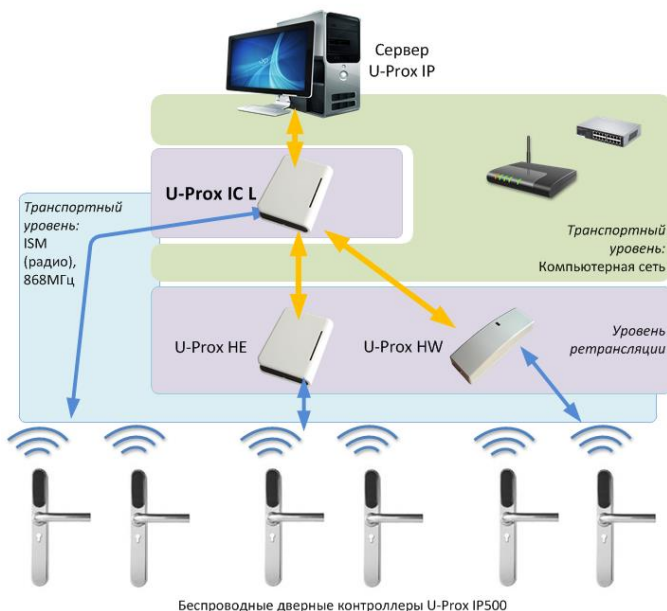 Сервер
U-Prox IP
U-Prox IC L
Транспортный
уровень:
ISM
(радио),
868МГц
Транспортный
уровень:
Компьютерная сеть
U-Prox HE
U-Prox HW
Уровень
ретрансляции
Беспроводные дверные контроллеры U-Prox IP500